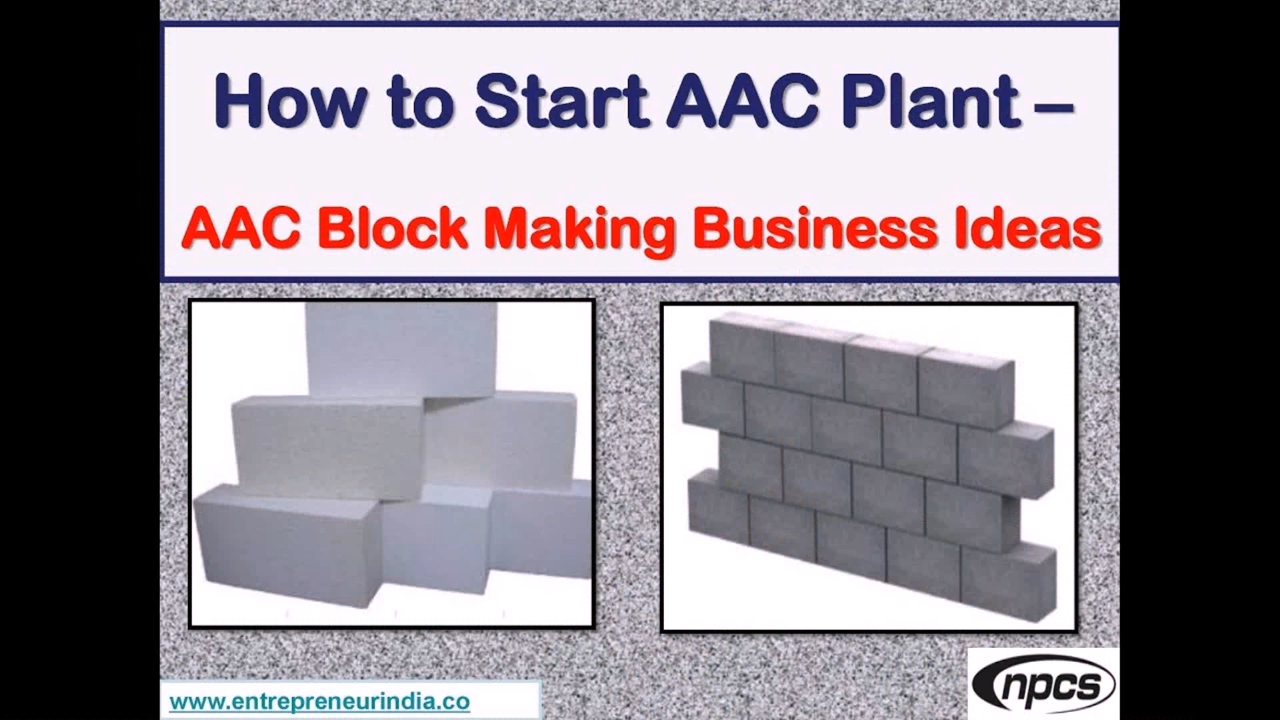 How to Start AAC Plant –
AAC Block Making Business Ideas
www.entrepreneurindia.co
npcs